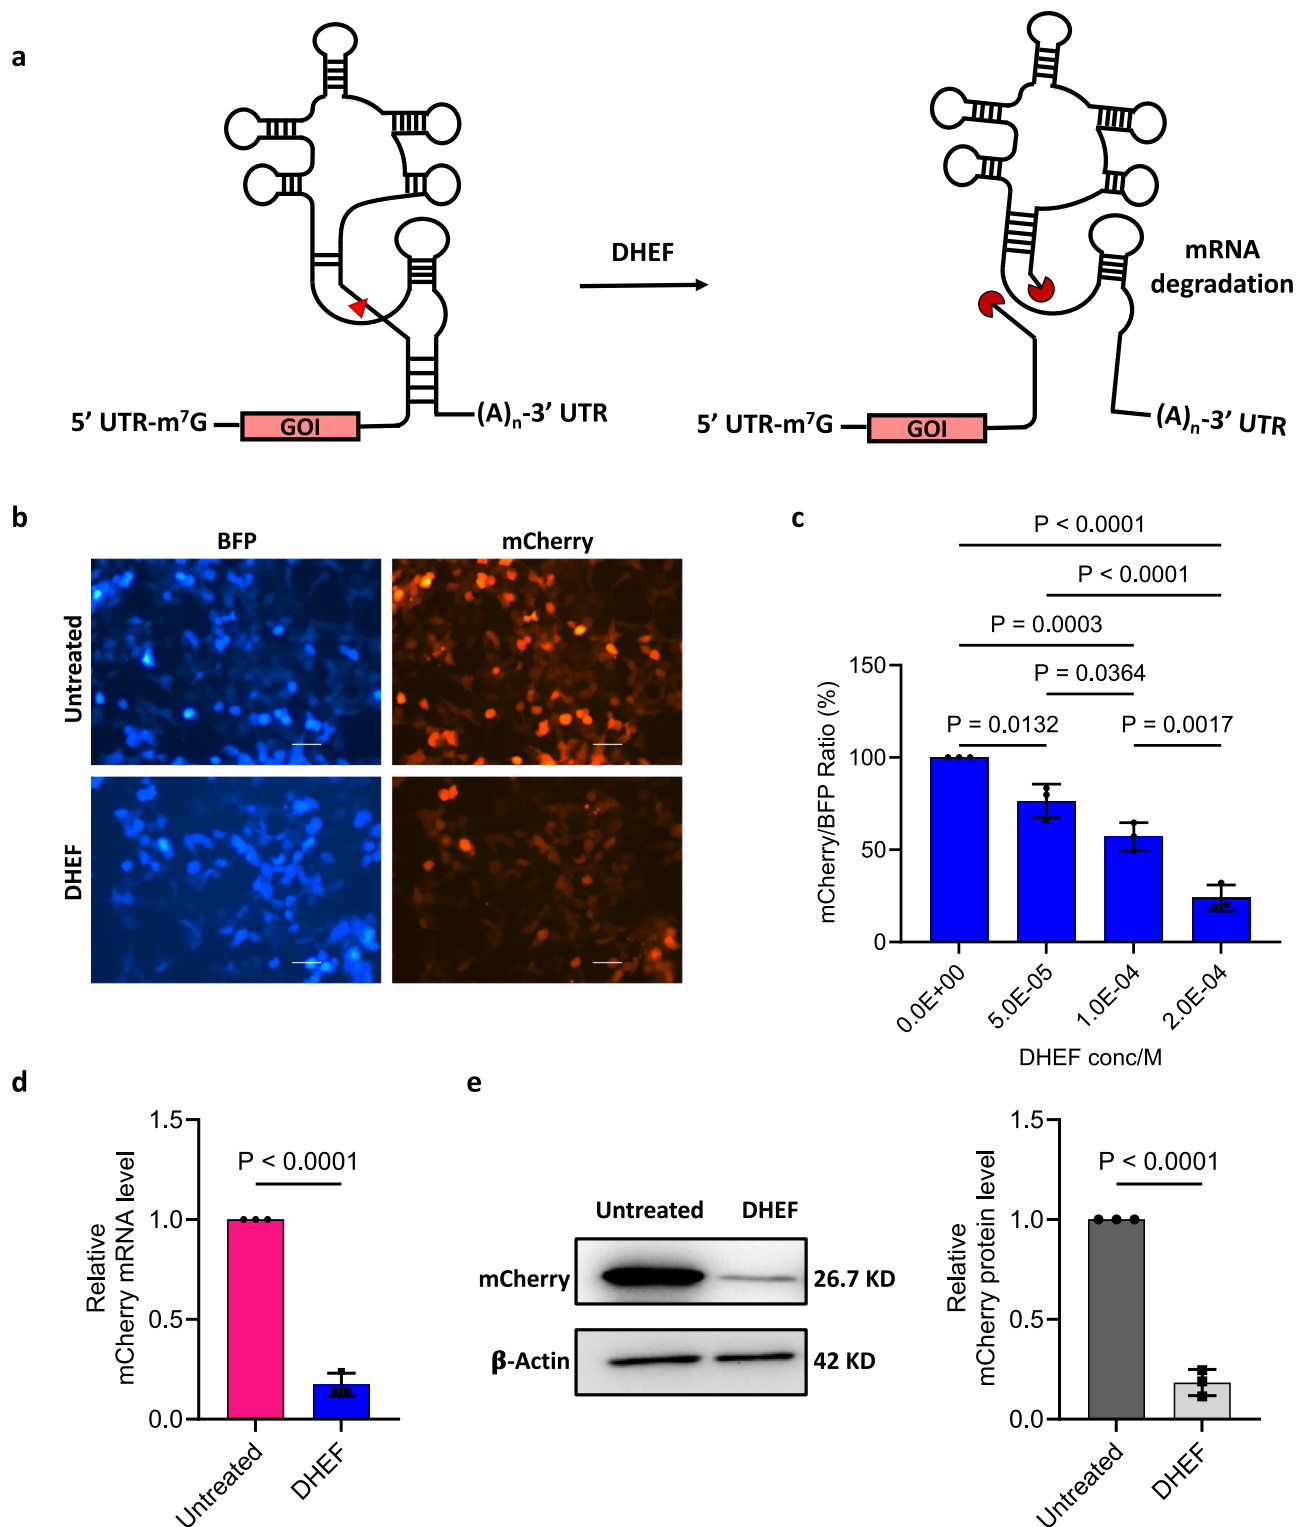 a
DHEF
mRNA
degradation
5' UTR-m⁷G
GOI
(A)ₙ-3' UTR
5' UTR-m⁷G
GOI
(A)ₙ-3' UTR
b
BFP
mCherry
Untreated
DHEF
c
P < 0.0001
P < 0.0001
P = 0.0003
P = 0.0364
P = 0.0132
P = 0.0017
mCherry/BFP Ratio (%)
150
100
50
0
0.0E+00
5.0E-05
1.0E-04
2.0E-04
DHEF conc/M
d
Relative
mCherry mRNA level
1.5
1.0
0.5
0.0
P < 0.0001
Untreated
DHEF
e
Untreated
DHEF
mCherry
26.7 KD
β-Actin
42 KD
Relative
mCherry protein level
1.5
1.0
0.5
0.0
P < 0.0001
Untreated
DHEF